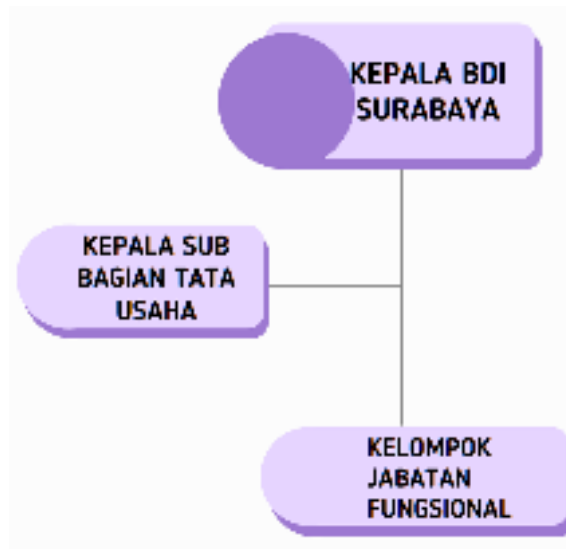 KEPALA BDI
SURABAYA
KEPALA SUB
BAGIAN TATA
USAHA
KELOMPOK
JABATAN
FUNGSIONAL